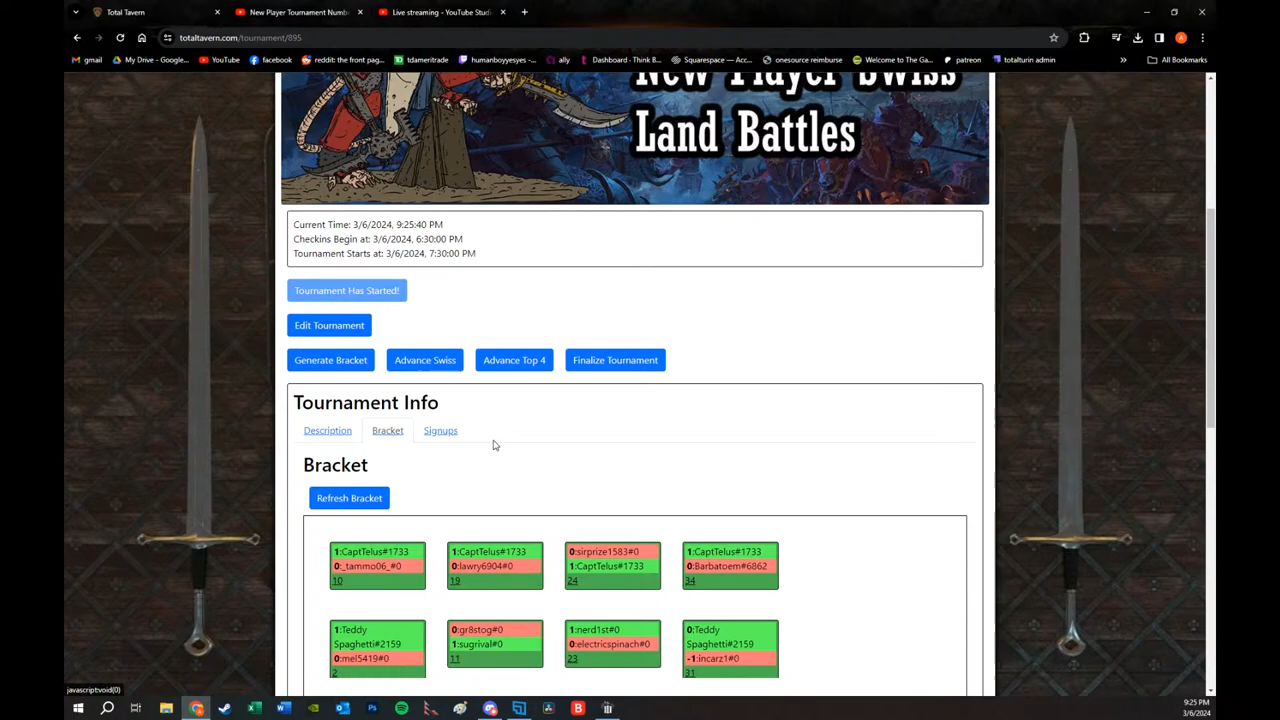 Total Tavern
New Player Tournament Numb
Live streaming - YouTube Studi
totaltavern.com/tournament/895
gmail
My Drive - Google...
YouTube
facebook
reddit: the front pag...
tdameritrade
humanboyyesyes - ...
ally
Dashboard - Think B...
Squarespace — Acc...
onesource reimburse
Welcome to The Ga...
patreon
totalturin admin
All Bookmarks
New Player Swiss
Land Battles
Current Time: 3/6/2024, 9:25:40 PM
Checkins Begin at: 3/6/2024, 6:30:00 PM
Tournament Starts at: 3/6/2024, 7:30:00 PM
Tournament Has Started!
Edit Tournament
Generate Bracket
Advance Swiss
Advance Top 4
Finalize Tournament
Tournament Info
Description
Bracket
Signups
Bracket
Refresh Bracket
1:CaptTelus#1733
0:_tammo06_#0
10
1:CaptTelus#1733
0:lawry6904#0
19
0:sirprize1583#0
1:CaptTelus#1733
24
1:CaptTelus#1733
0:Barbatoem#6862
34
1:Teddy
Spaghetti#2159
0:mel5419#0
2
0:gr8stog#0
1:sugrival#0
11
1:nerd1st#0
0:electricspinach#0
23
0:Teddy
Spaghetti#2159
-1:incarz1#0
31
javascript:void(0)
9:25 PM
3/6/2024